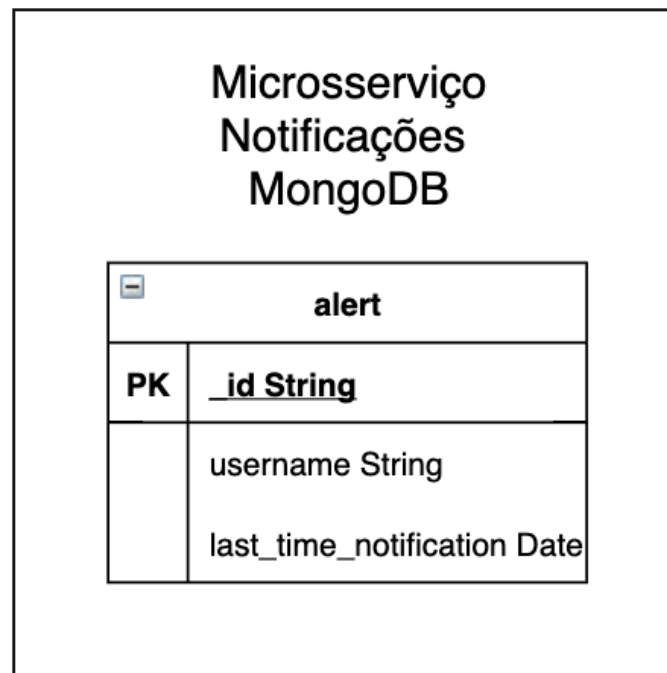 Microsserviço
Notificações
MongoDB
alert
PK _id String
username String
last_time_notification Date